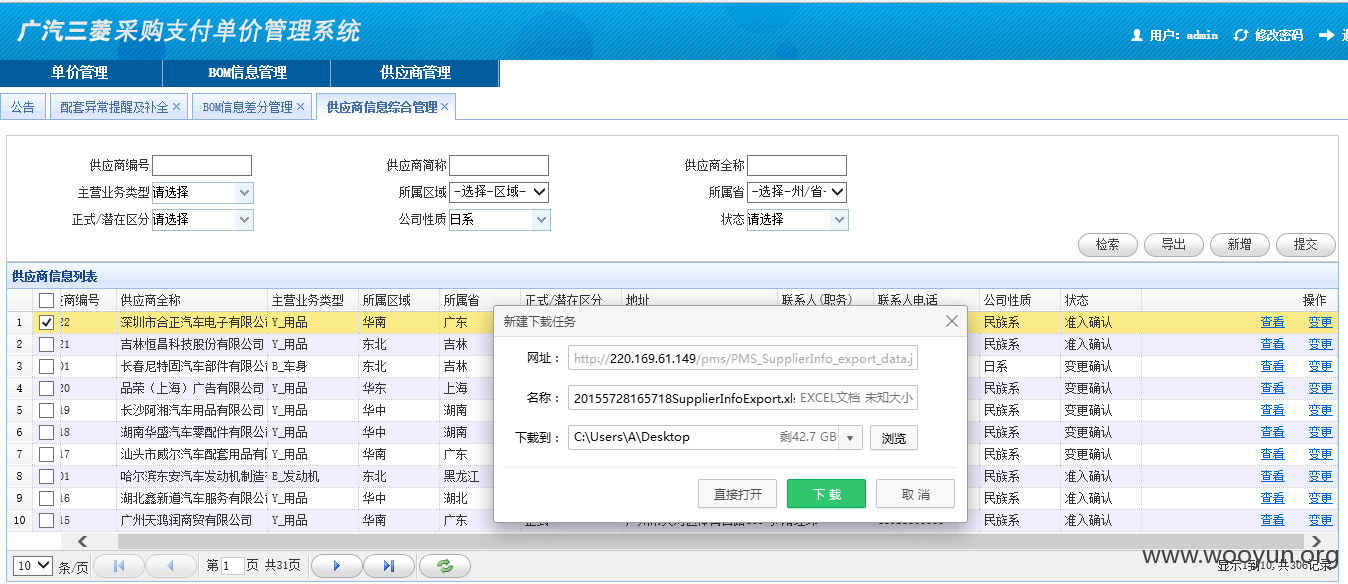 广汽三菱采购支付单价管理系统
用户：admin 修改密码
单价管理 BOM信息管理 供应商管理
公告 配套异常提醒及补全 BOM信息差分管理 供应商信息综合管理
供应商编号 供应商简称 供应商全称
主营业务类型 请选择 所属区域 -选择-区域- 所属省 -选择-州/省-
正式/潜在区分 请选择 公司性质 日系 状态 请选择
检索 导出 新增 提交
供应商信息列表
商编号 供应商全称 主营业务类型 所属区域 所属省 正式/潜在区分 地址 联系人(职务) 联系人电话 公司性质 状态 操作
1 22 深圳市合正汽车电子有限公 Y_用品 华南 广东 民族系 准入确认 查看 变更
2 21 吉林恒昌科技股份有限公司 Y_用品 东北 吉林 民族系 准入确认 查看 变更
3 01 长春尼特固汽车部件有限公 B_车身 东北 吉林 日系 变更确认 查看 变更
4 20 品荣（上海）广告有限公司 Y_用品 华东 上海 民族系 变更确认 查看 变更
5 19 长沙阿湘汽车用品有限公司 Y_用品 华中 湖南 民族系 变更确认 查看 变更
6 18 湖南华盛汽车零配件有限公 Y_用品 华中 湖南 民族系 变更确认 查看 变更
7 17 汕头市威尔汽车配套用品有 Y_用品 华南 广东 民族系 变更确认 查看 变更
8 01 哈尔滨东安汽车发动机制造 B_发动机 东北 黑龙江 民族系 准入确认 查看 变更
9 16 湖北鑫新道汽车服务有限公 Y_用品 华中 湖北 民族系 准入确认 查看 变更
10 15 广州天鸿润商贸有限公司 Y_用品 华南 广东 民族系 准入确认 查看 变更
新建下载任务
网址： http://220.169.61.149/pms/PMS_SupplierInfo_export_data.j
名称： 20155728165718SupplierInfoExport.xls EXCEL文档 未知大小
下载到： C:\Users\A\Desktop 剩42.7 GB 浏览
直接打开 下载 取消
10 条/页 第 1 页 共31页 显示1到10,共306记录
www.wooyun.org